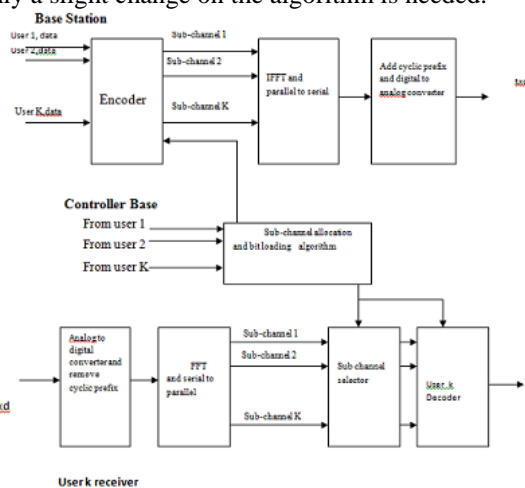 ly a slight change on the algorithm is needed.
Base Station
User 1, data
User 2,data
User K,data
Encoder
Sub-channel 1
Sub-channel 2
Sub-channel K
IFFT and
parallel to serial
Add cyclic prefix
and digital to
analog converter
Controller Base
From user 1
From user 2
From user K
Sub-channel allocation
and bit loading algorithm
Analog to
digital
converter and
remove
cyclic prefix
FFT
and serial to
parallel
Sub-channel 1
Sub-channel 2
Sub-channel K
Sub channel
selector
User k
Decoder
xd
User k receiver